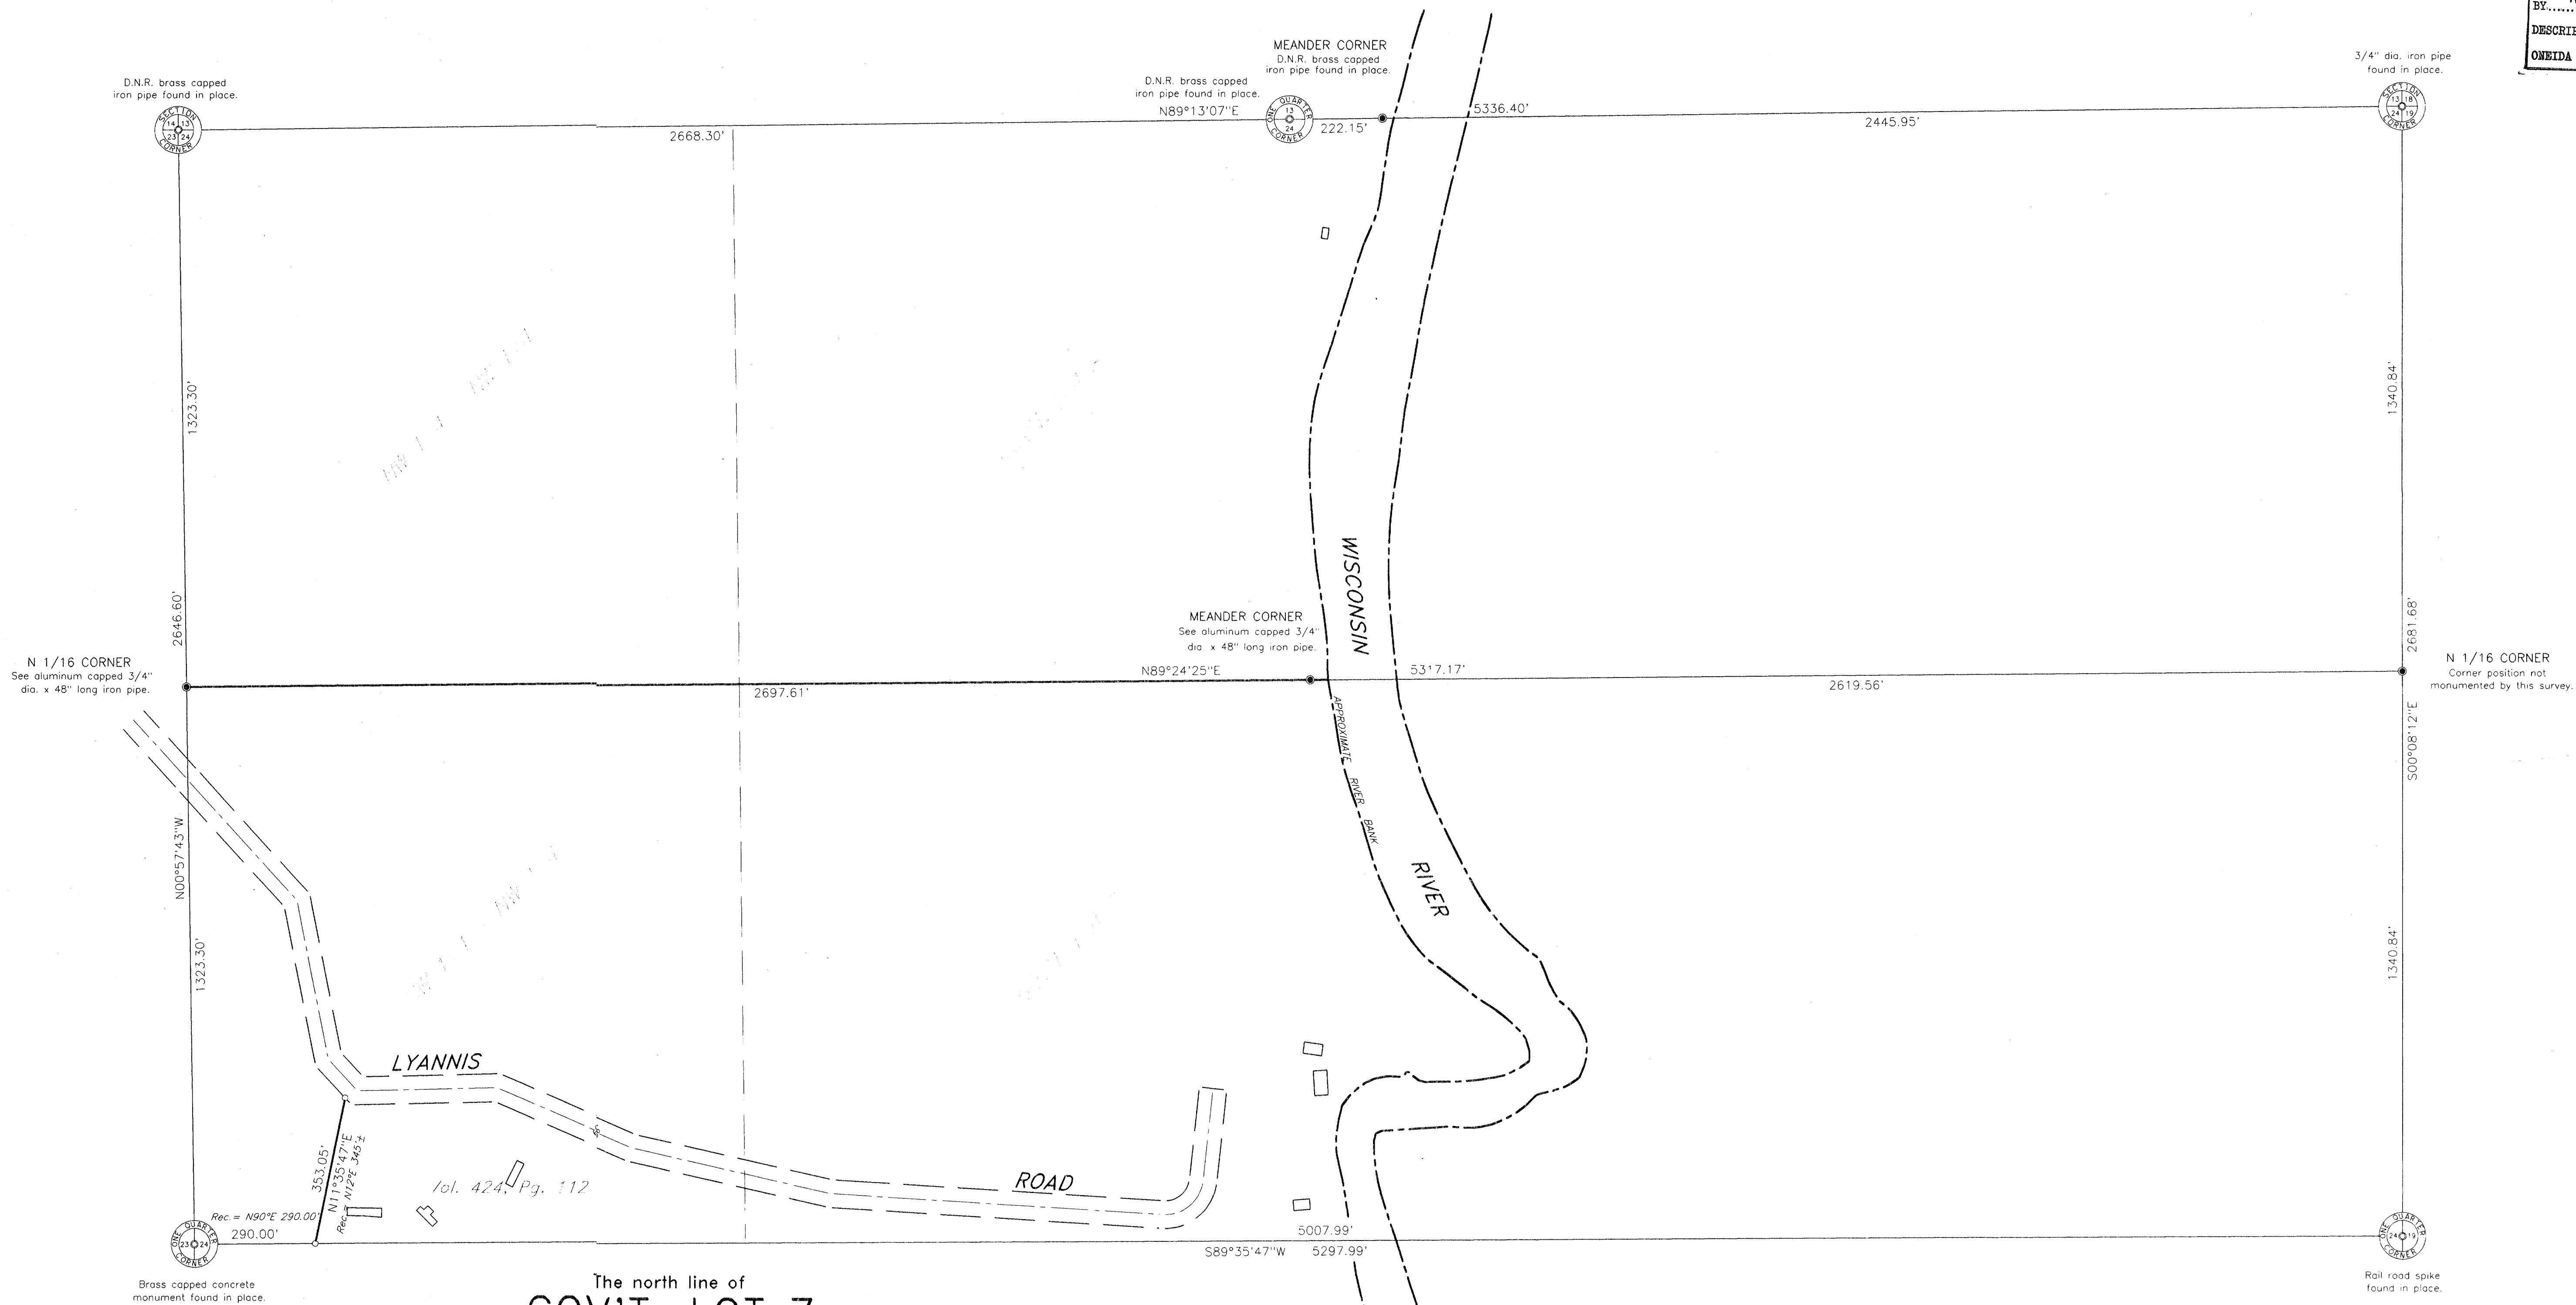 BY......
DESCRIE
ONEIDA
MEANDER CORNER
D.N.R. brass capped
iron pipe found in place.
D.N.R. brass capped
iron pipe found in place.
D.N.R. brass capped
iron pipe found in place.
3/4" dia. iron pipe
found in place.
SECTION
14 13
23 24
CORNER
N89°13'07"E
ONE QUARTER
13
24
CORNER
222.15'
5336.40'
2668.30'
2445.95'
SECTION
13 18
24 19
CORNER
1323.30'
1340.84'
2646.60'
2681.68'
WISCONSIN
MEANDER CORNER
See aluminum capped 3/4"
dia. x 48" long iron pipe.
N 1/16 CORNER
See aluminum capped 3/4"
dia. x 48" long iron pipe.
N89°24'25"E
5317.17'
2697.61'
2619.56'
N 1/16 CORNER
Corner position not
monumented by this survey.
APPROXIMATE RIVER BANK
S00°08'12"E
N00°57'43"W
RIVER
1323.30'
1340.84'
LYANNIS
ROAD
66'
353.05'
N11°35'47"E
Rec.= N12°E 345'±
Vol. 424, Pg. 112
Rec.= N90°E 290.00'
290.00'
ONE QUARTER
23 24
CORNER
5007.99'
S89°35'47"W 5297.99'
ONE QUARTER
24 19
CORNER
Brass capped concrete
monument found in place.
The north line of
GOV'T. LOT 7
Rail road spike
found in place.